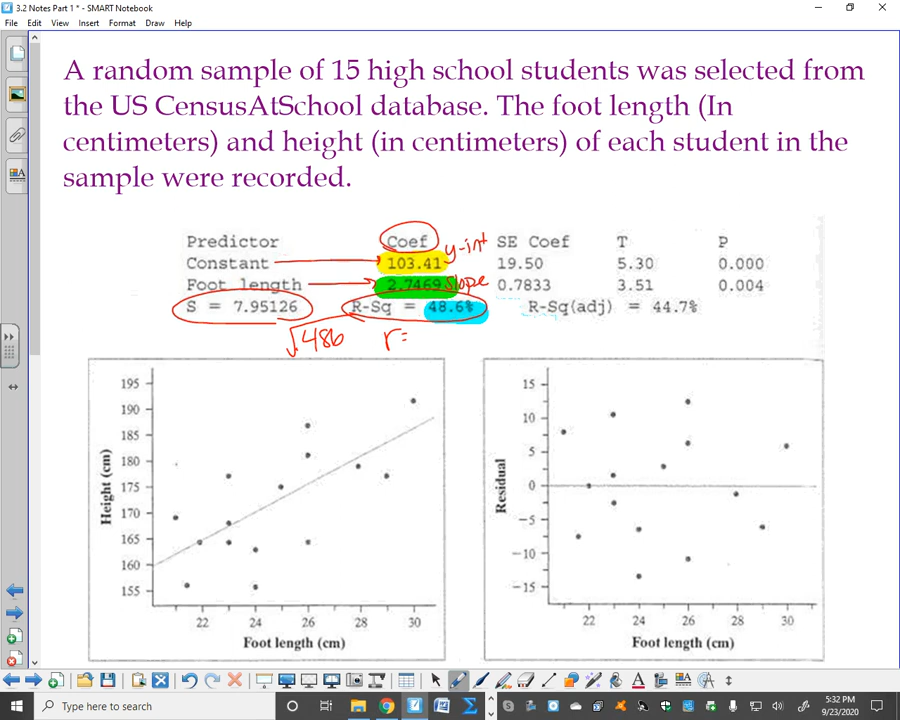 3.2 Notes Part 1 * - SMART Notebook
File Edit View Insert Format Draw Help
A random sample of 15 high school students was selected from
the US CensusAtSchool database. The foot length (In
centimeters) and height (in centimeters) of each student in the
sample were recorded.
Predictor Coef SE Coef T P
y-int
Constant 103.41 19.50 5.30 0.000
Foot length 2.7469 slope 0.7833 3.51 0.004
S = 7.95126 R-Sq = 48.6% R-Sq(adj) = 44.7%
√.486 r=
195
190
185
180
175
170
165
160
155
Height (cm)
22 24 26 28 30
Foot length (cm)
15
10
5
0
−5
−10
−15
Residual
22 24 26 28 30
Foot length (cm)
Type here to search
5:32 PM
9/23/2020